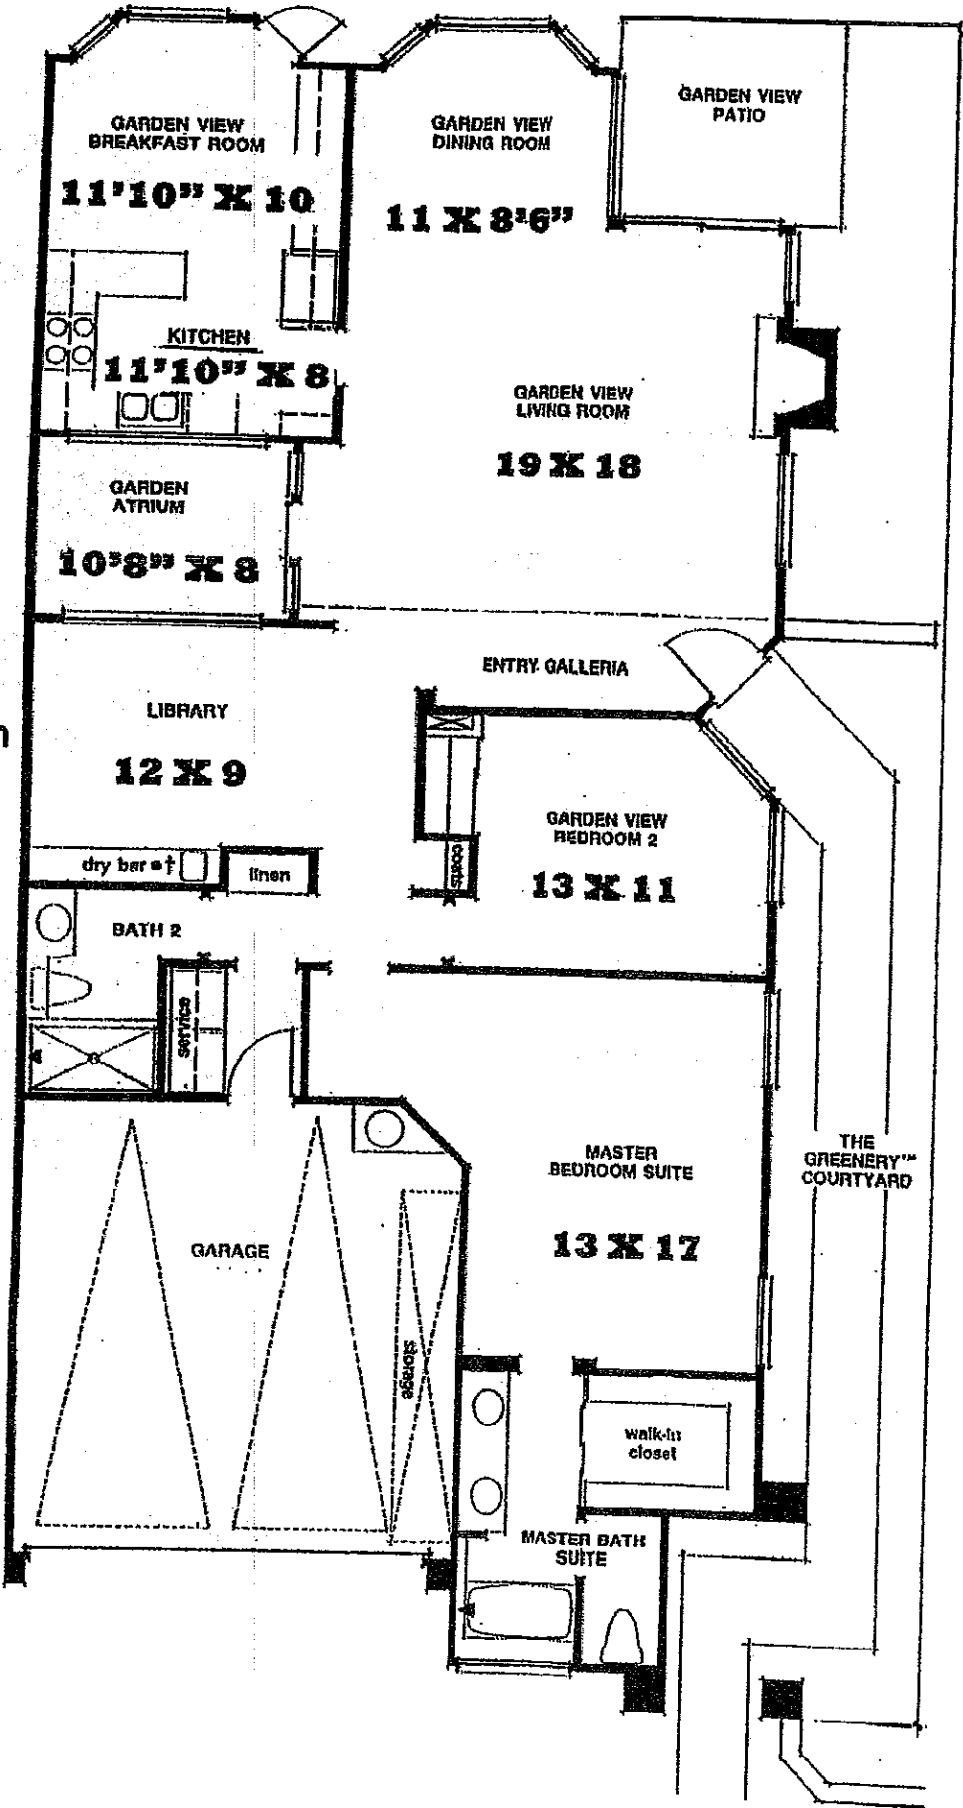 GARDEN VIEW
BREAKFAST ROOM
11'10" X 10
GARDEN VIEW
DINING ROOM
11 X 8'6"
GARDEN VIEW
PATIO
KITCHEN
11'10" X 8
GARDEN VIEW
LIVING ROOM
19 X 18
GARDEN
ATRIUM
10'8" X 8
ENTRY GALLERIA
LIBRARY
12 X 9
GARDEN VIEW
BEDROOM 2
13 X 11
coats
dry bar
linen
BATH 2
service
MASTER
BEDROOM SUITE
13 X 17
THE
GREENERY™
COURTYARD
GARAGE
storage
walk-in
closet
MASTER BATH
SUITE